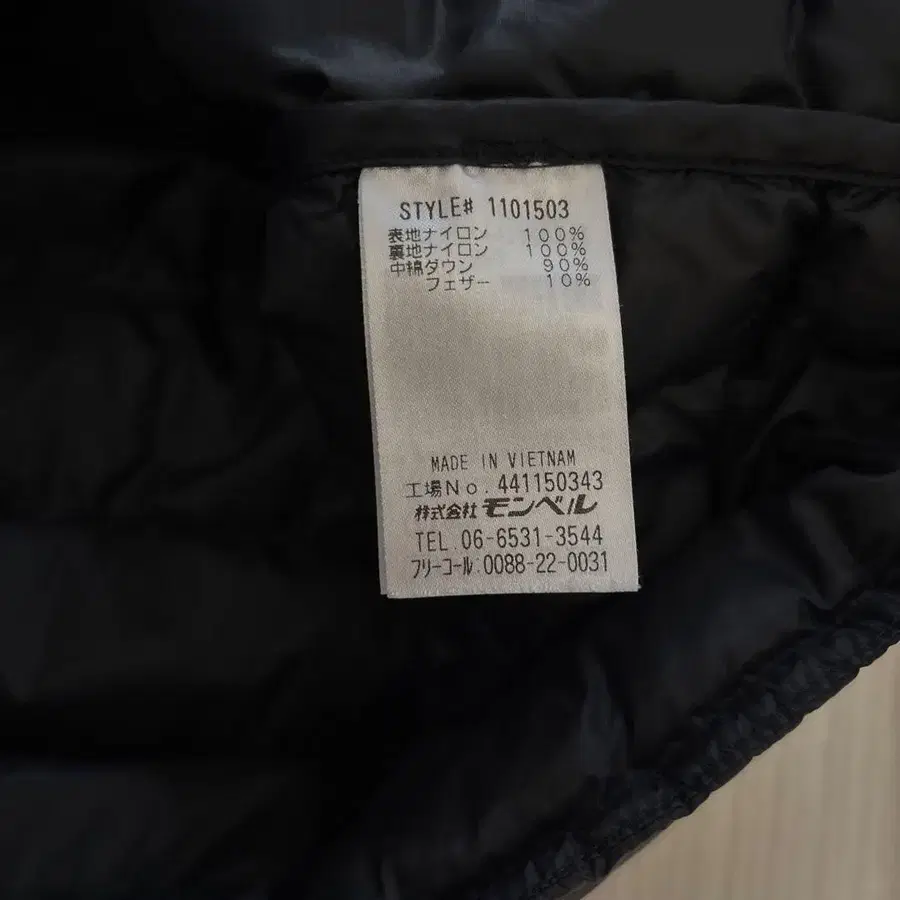 STYLE# 1101503
表地ナイロン 100%
裏地ナイロン 100%
中綿ダウン 90%
フェザー 10%
MADE IN VIETNAM
工場No.441150343
株式会社モンベル
TEL.06-6531-3544
フリーコール:0088-22-0031